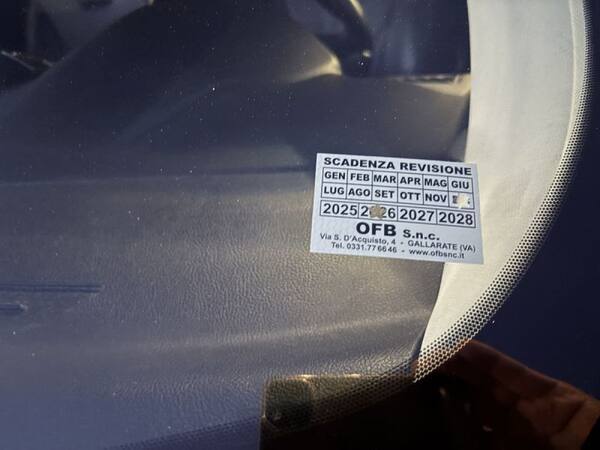 SCADENZA REVISIONE
GEN FEB MAR APR MAG GIU
LUG AGO SET OTT NOV
2025 2026 2027 2028
OFB s.n.c.
Via S. D'Acquisto, 4 - GALLARATE (VA)
Tel. 0331.776646 - www.ofbsnc.it